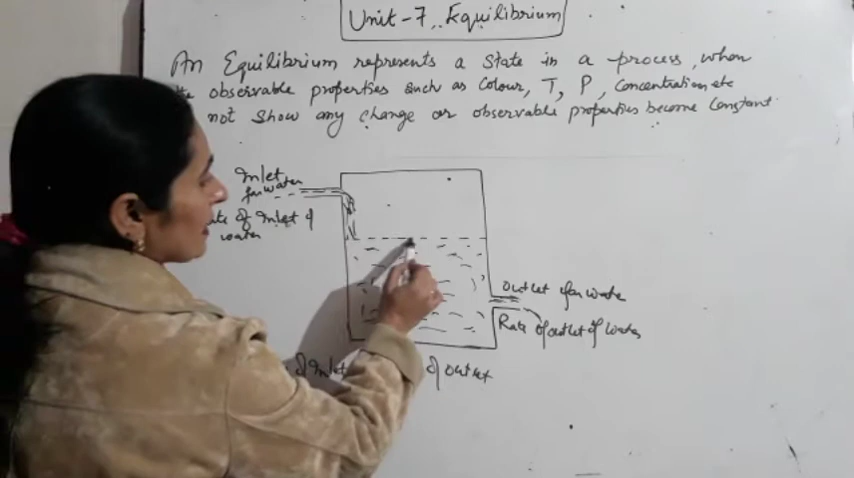 Unit-7, Equilibrium
An Equilibrium represents a State in a process, when
observable properties such as Colour, T, P, Concentration etc
not show any change or observable properties become Constant
Inlet
for water
Rate of Inlet of
water
Outlet for water
Rate of outlet of water
of Inlet of outlet